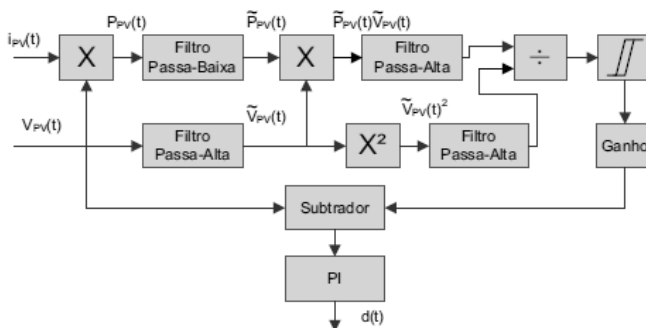 i_PV(t)
P_PV(t)
P̃_PV(t)
P̃_PV(t)Ṽ_PV(t)
X
Filtro
Passa-Baixa
X
Filtro
Passa-Alta
÷
V_PV(t)
Filtro
Passa-Alta
Ṽ_PV(t)
X²
Ṽ_PV(t)²
Filtro
Passa-Alta
Ganho
Subtrador
PI
d(t)